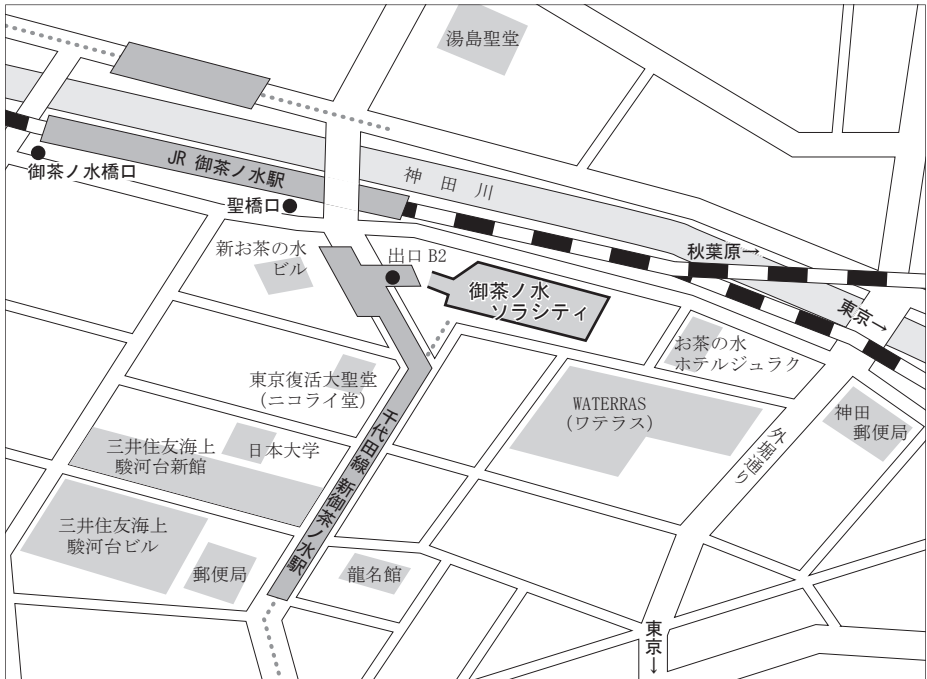 湯島聖堂
JR 御茶ノ水駅
御茶ノ水橋口
神田川
聖橋口
秋葉原→
新お茶の水
ビル
出口 B2
御茶ノ水
ソラシティ
東京→
お茶の水
ホテルジュラク
東京復活大聖堂
(ニコライ堂)
WATERRAS
(ワテラス)
神田
郵便局
外堀通り
千代田線 新御茶ノ水駅
三井住友海上
駿河台新館
日本大学
三井住友海上
駿河台ビル
郵便局
龍名館
東京↓